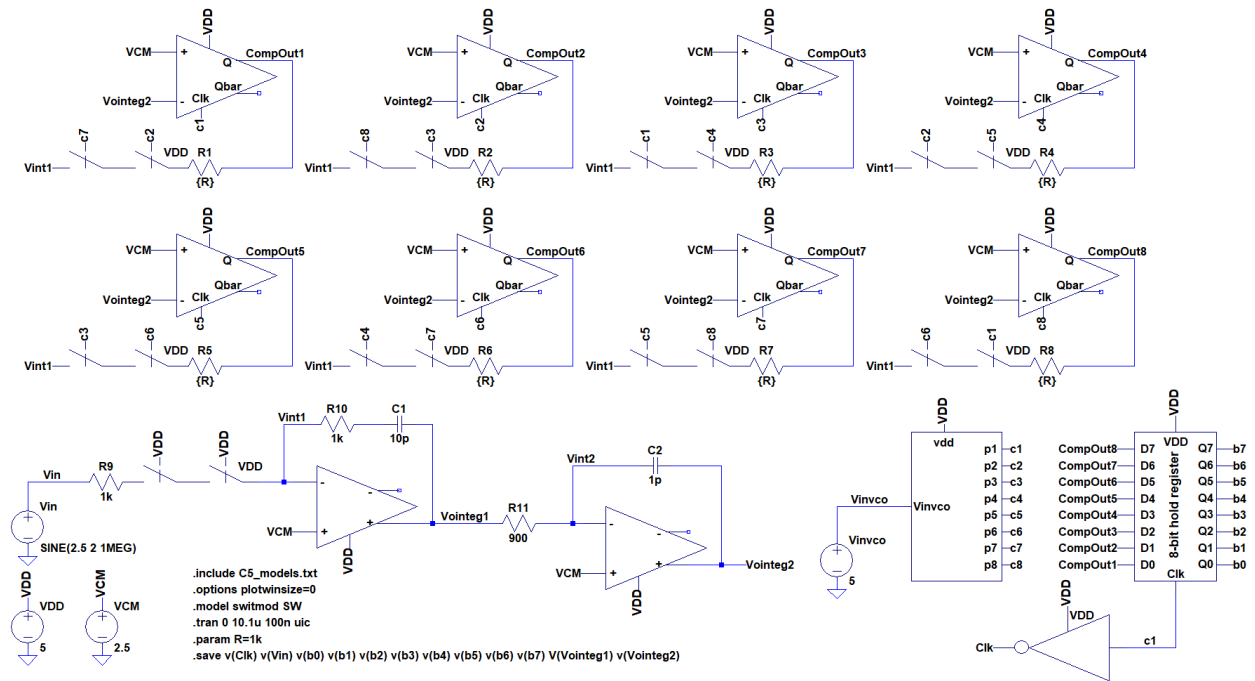 VDD
VCM
+
CompOut1
Q
Qbar
Vointeg2
-
Clk
c1
c7
c2
VDD
R1
Vint1
{R}
VDD
VCM
+
CompOut2
Q
Qbar
Vointeg2
-
Clk
c2
c8
c3
VDD
R2
Vint1
{R}
VDD
VCM
+
CompOut3
Q
Qbar
Vointeg2
-
Clk
c3
c1
c4
VDD
R3
Vint1
{R}
VDD
VCM
+
CompOut4
Q
Qbar
Vointeg2
-
Clk
c4
c2
c5
VDD
R4
Vint1
{R}
VDD
VCM
+
CompOut5
Q
Qbar
Vointeg2
-
Clk
c5
c3
c6
VDD
R5
Vint1
{R}
VDD
VCM
+
CompOut6
Q
Qbar
Vointeg2
-
Clk
c6
c4
c7
VDD
R6
Vint1
{R}
VDD
VCM
+
CompOut7
Q
Qbar
Vointeg2
-
Clk
c7
c5
c8
VDD
R7
Vint1
{R}
VDD
VCM
+
CompOut8
Q
Qbar
Vointeg2
-
Clk
c8
c6
c1
VDD
R8
Vint1
{R}
Vin
R9
1k
VDD
VDD
VDD
Vint1
R10
1k
C1
10p
-
-
+
+
VCM
VDD
Vointeg1
R11
900
Vint2
C2
1p
-
-
+
+
VCM
VDD
Vointeg2
Vin
SINE(2.5 2 1MEG)
VDD
VDD
5
VCM
VCM
2.5
.include C5_models.txt
.options plotwinsize=0
.model switmod SW
.tran 0 10.1u 100n uic
.param R=1k
.save v(Clk) v(Vin) v(b0) v(b1) v(b2) v(b3) v(b4) v(b5) v(b6) v(b7) V(Vointeg1) v(Vointeg2)
Vinvco
Vinvco
5
VDD
vdd
Vinvco
p1 c1
p2 c2
p3 c3
p4 c4
p5 c5
p6 c6
p7 c7
p8 c8
VDD
VDD
8-bit hold register
CompOut8 D7 Q7 b7
CompOut7 D6 Q6 b6
CompOut6 D5 Q5 b5
CompOut5 D4 Q4 b4
CompOut4 D3 Q3 b3
CompOut3 D2 Q2 b2
CompOut2 D1 Q1 b1
CompOut1 D0 Q0 b0
Clk
VDD
VDD
Clk
c1